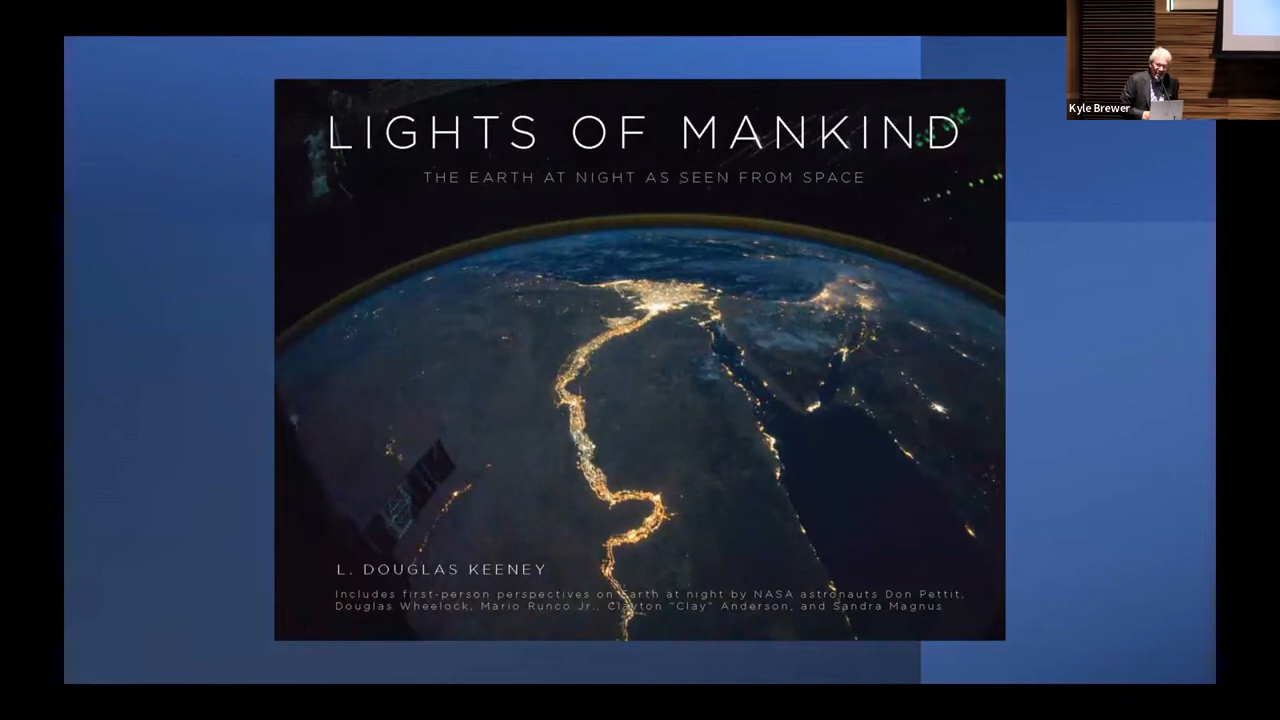 LIGHTS OF MANKIND
THE EARTH AT NIGHT AS SEEN FROM SPACE
Kyle Brewer
L. DOUGLAS KEENEY
Includes first-person perspectives on Earth at night by NASA astronauts Don Pettit,
Douglas Wheelock, Mario Runco Jr., Clayton "Clay" Anderson, and Sandra Magnus